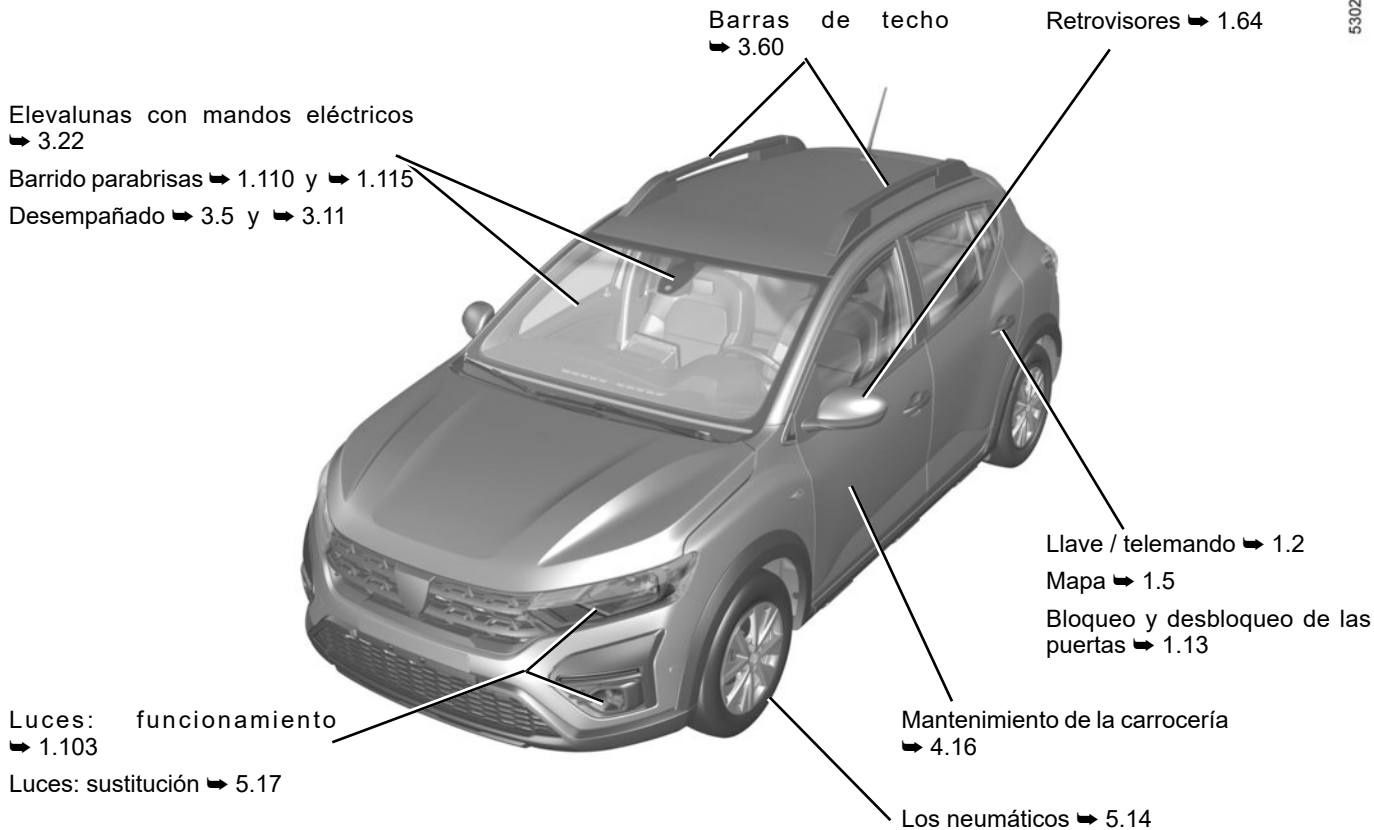 Barras de techo
➥ 3.60
Retrovisores ➥ 1.64
5302
Elevalunas con mandos eléctricos
➥ 3.22
Barrido parabrisas ➥ 1.110 y ➥ 1.115
Desempañado ➥ 3.5 y ➥ 3.11
Llave / telemando ➥ 1.2
Mapa ➥ 1.5
Bloqueo y desbloqueo de las
puertas ➥ 1.13
Luces: funcionamiento
➥ 1.103
Luces: sustitución ➥ 5.17
Mantenimiento de la carrocería
➥ 4.16
Los neumáticos ➥ 5.14